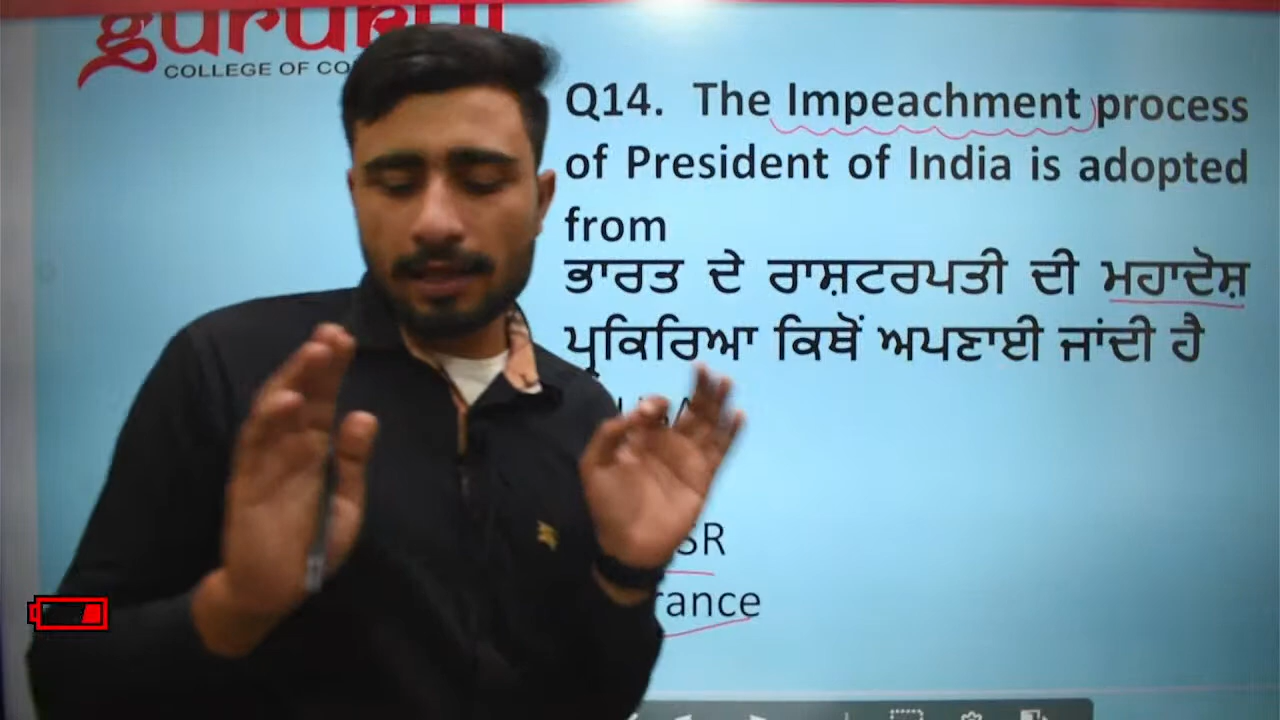 gurukul
COLLEGE OF CO
Q14. The Impeachment process
of President of India is adopted
from
ਭਾਰਤ ਦੇ ਰਾਸ਼ਟਰਪਤੀ ਦੀ ਮਹਾਦੋਸ਼
ਪ੍ਰਕਿਰਿਆ ਕਿਥੋਂ ਅਪਣਾਈ ਜਾਂਦੀ ਹੈ
SR
rance